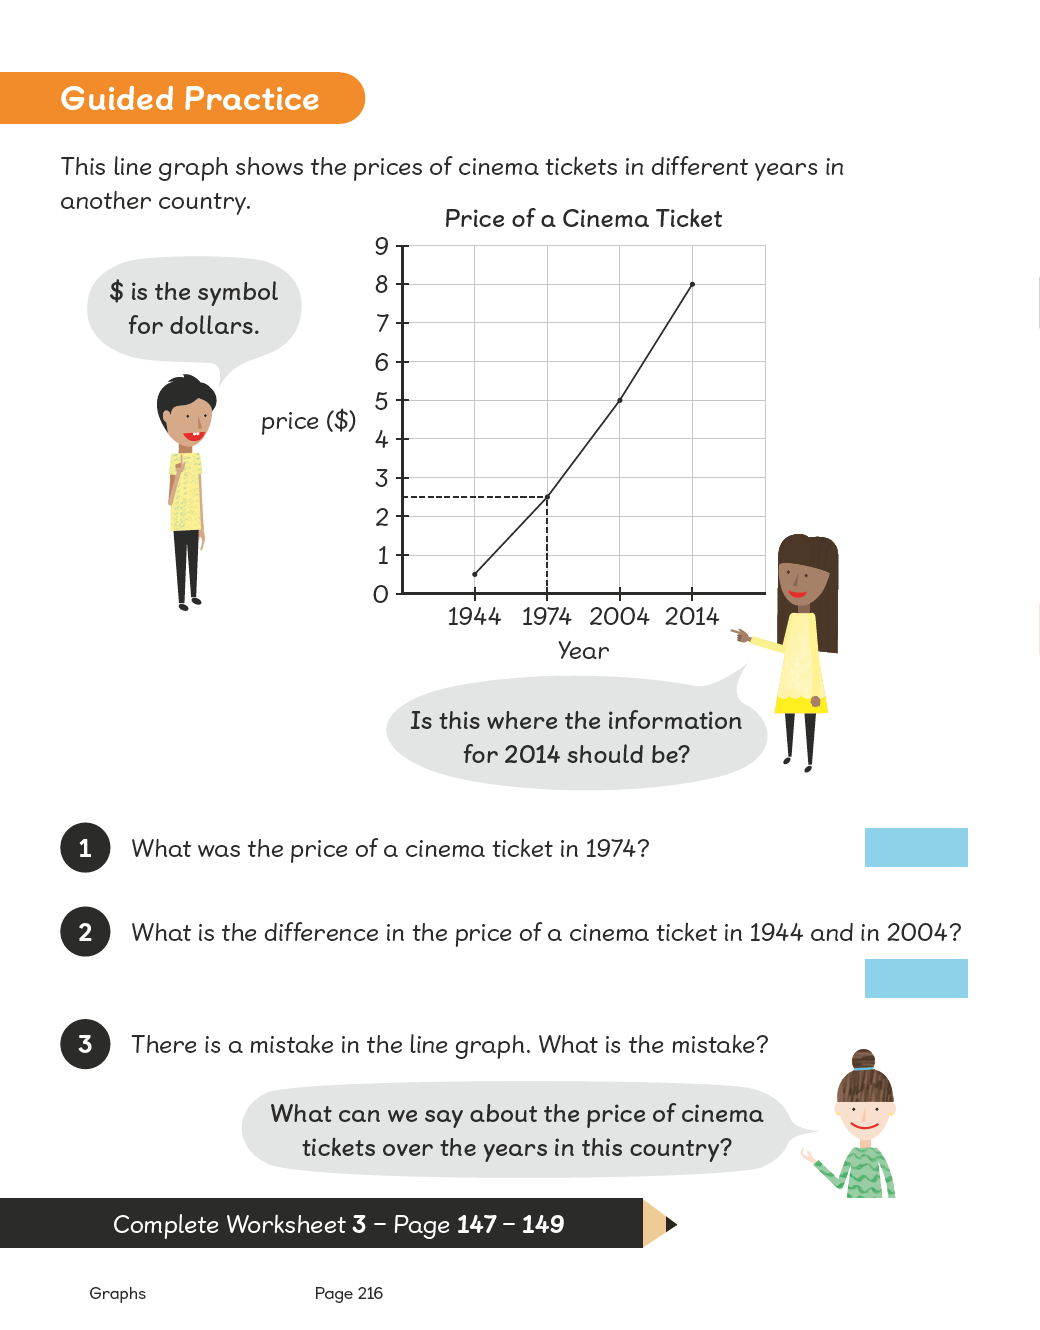 Guided Practice
This line graph shows the prices of cinema tickets in different years in
another country.
Price of a Cinema Ticket
$ is the symbol
for dollars.
price ($)
9
8
7
6
5
4
3
2
1
0
1944 1974 2004 2014
Year
Is this where the information
for 2014 should be?
1 What was the price of a cinema ticket in 1974?
2 What is the difference in the price of a cinema ticket in 1944 and in 2004?
3 There is a mistake in the line graph. What is the mistake?
What can we say about the price of cinema
tickets over the years in this country?
Complete Worksheet 3 – Page 147 – 149
Graphs Page 216